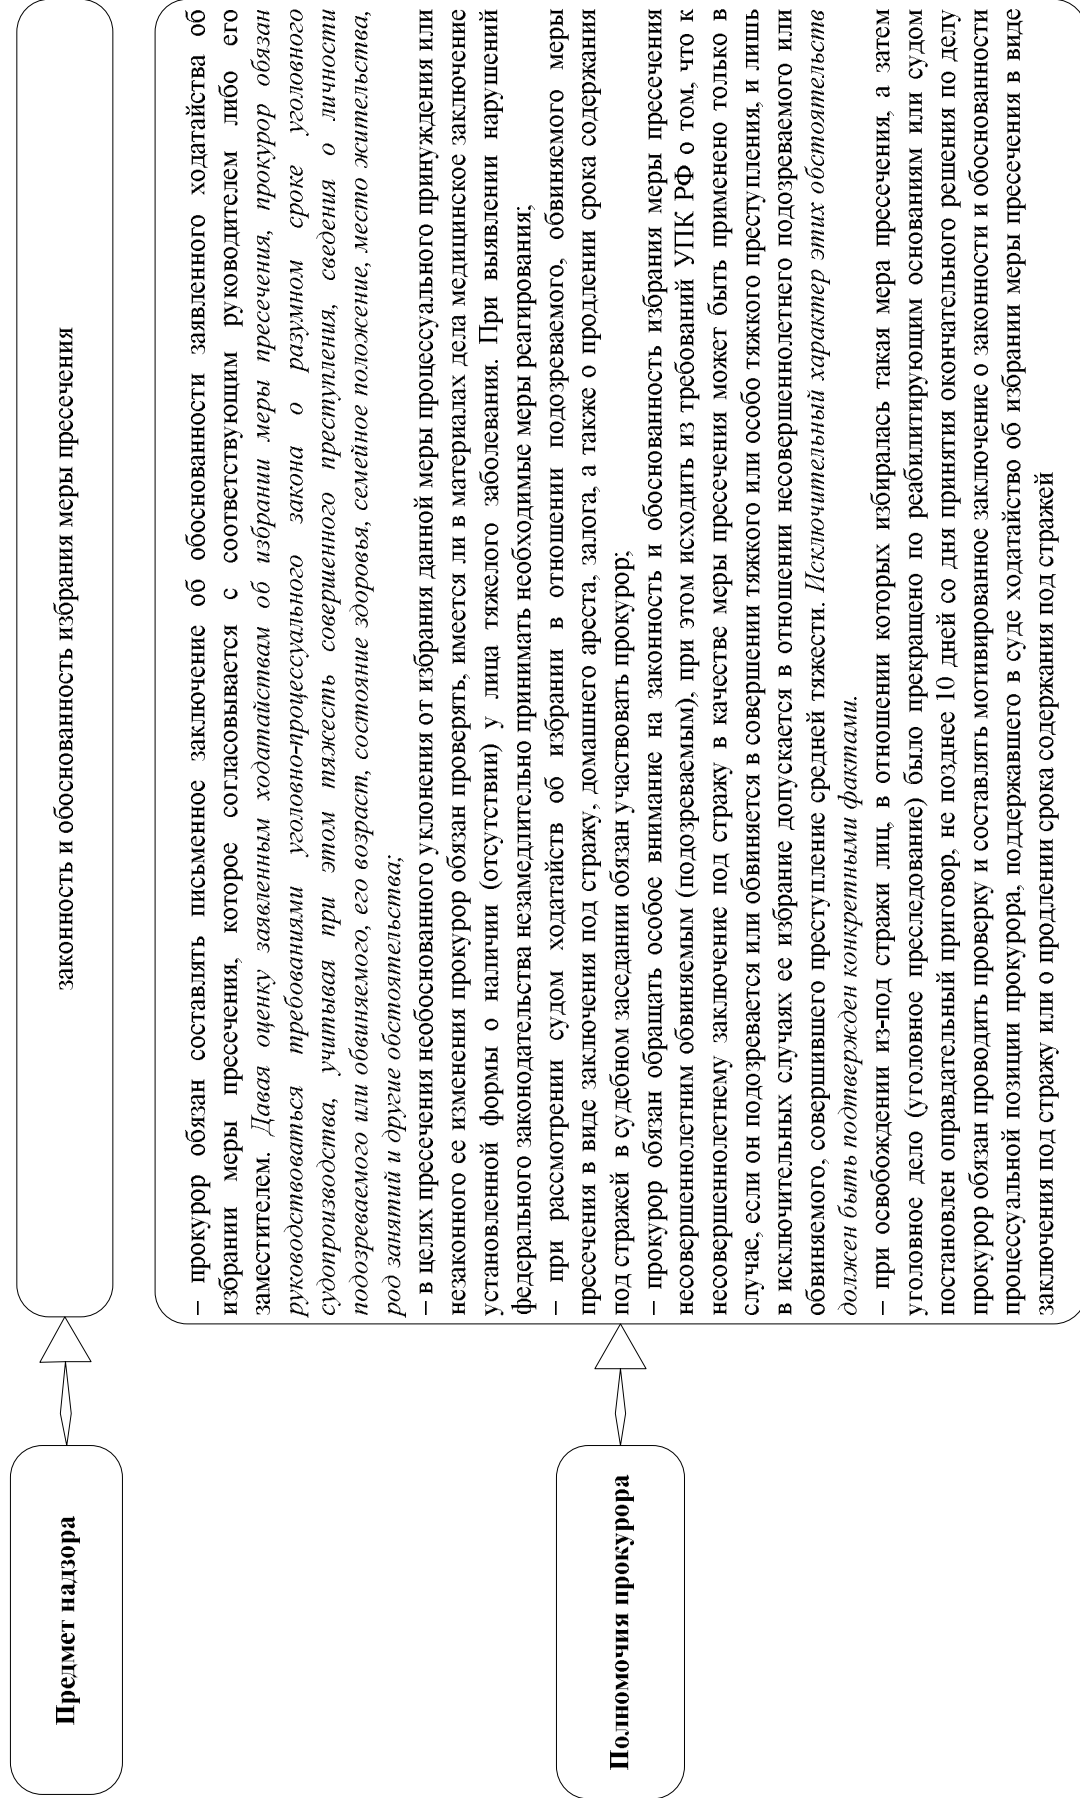 Предмет надзора
законность и обоснованность избрания меры пресечения
Полномочия прокурора
– прокурор обязан составлять письменное заключение об обоснованности заявленного ходатайства об
избрании меры пресечения, которое согласовывается с соответствующим руководителем либо его
заместителем. Давая оценку заявленным ходатайствам об избрании меры пресечения, прокурор обязан
руководствоваться требованиями уголовно-процессуального закона о разумном сроке уголовного
судопроизводства, учитывая при этом тяжесть совершенного преступления, сведения о личности
подозреваемого или обвиняемого, его возраст, состояние здоровья, семейное положение, место жительства,
род занятий и другие обстоятельства;
– в целях пресечения необоснованного уклонения от избрания данной меры процессуального принуждения или
незаконного ее изменения прокурор обязан проверять, имеется ли в материалах дела медицинское заключение
установленной формы о наличии (отсутствии) у лица тяжелого заболевания. При выявлении нарушений
федерального законодательства незамедлительно принимать необходимые меры реагирования;
– при рассмотрении судом ходатайств об избрании в отношении подозреваемого, обвиняемого меры
пресечения в виде заключения под стражу, домашнего ареста, залога, а также о продлении срока содержания
под стражей в судебном заседании обязан участвовать прокурор;
– прокурор обязан обращать особое внимание на законность и обоснованность избрания меры пресечения
несовершеннолетним обвиняемым (подозреваемым), при этом исходить из требований УПК РФ о том, что к
несовершеннолетнему заключение под стражу в качестве меры пресечения может быть применено только в
случае, если он подозревается или обвиняется в совершении тяжкого или особо тяжкого преступления, и лишь
в исключительных случаях ее избрание допускается в отношении несовершеннолетнего подозреваемого или
обвиняемого, совершившего преступление средней тяжести. Исключительный характер этих обстоятельств
должен быть подтвержден конкретными фактами.
– при освобождении из-под стражи лиц, в отношении которых избиралась такая мера пресечения, а затем
уголовное дело (уголовное преследование) было прекращено по реабилитирующим основаниям или судом
постановлен оправдательный приговор, не позднее 10 дней со дня принятия окончательного решения по делу
прокурор обязан проводить проверку и составлять мотивированное заключение о законности и обоснованности
процессуальной позиции прокурора, поддержавшего в суде ходатайство об избрании меры пресечения в виде
заключения под стражу или о продлении срока содержания под стражей